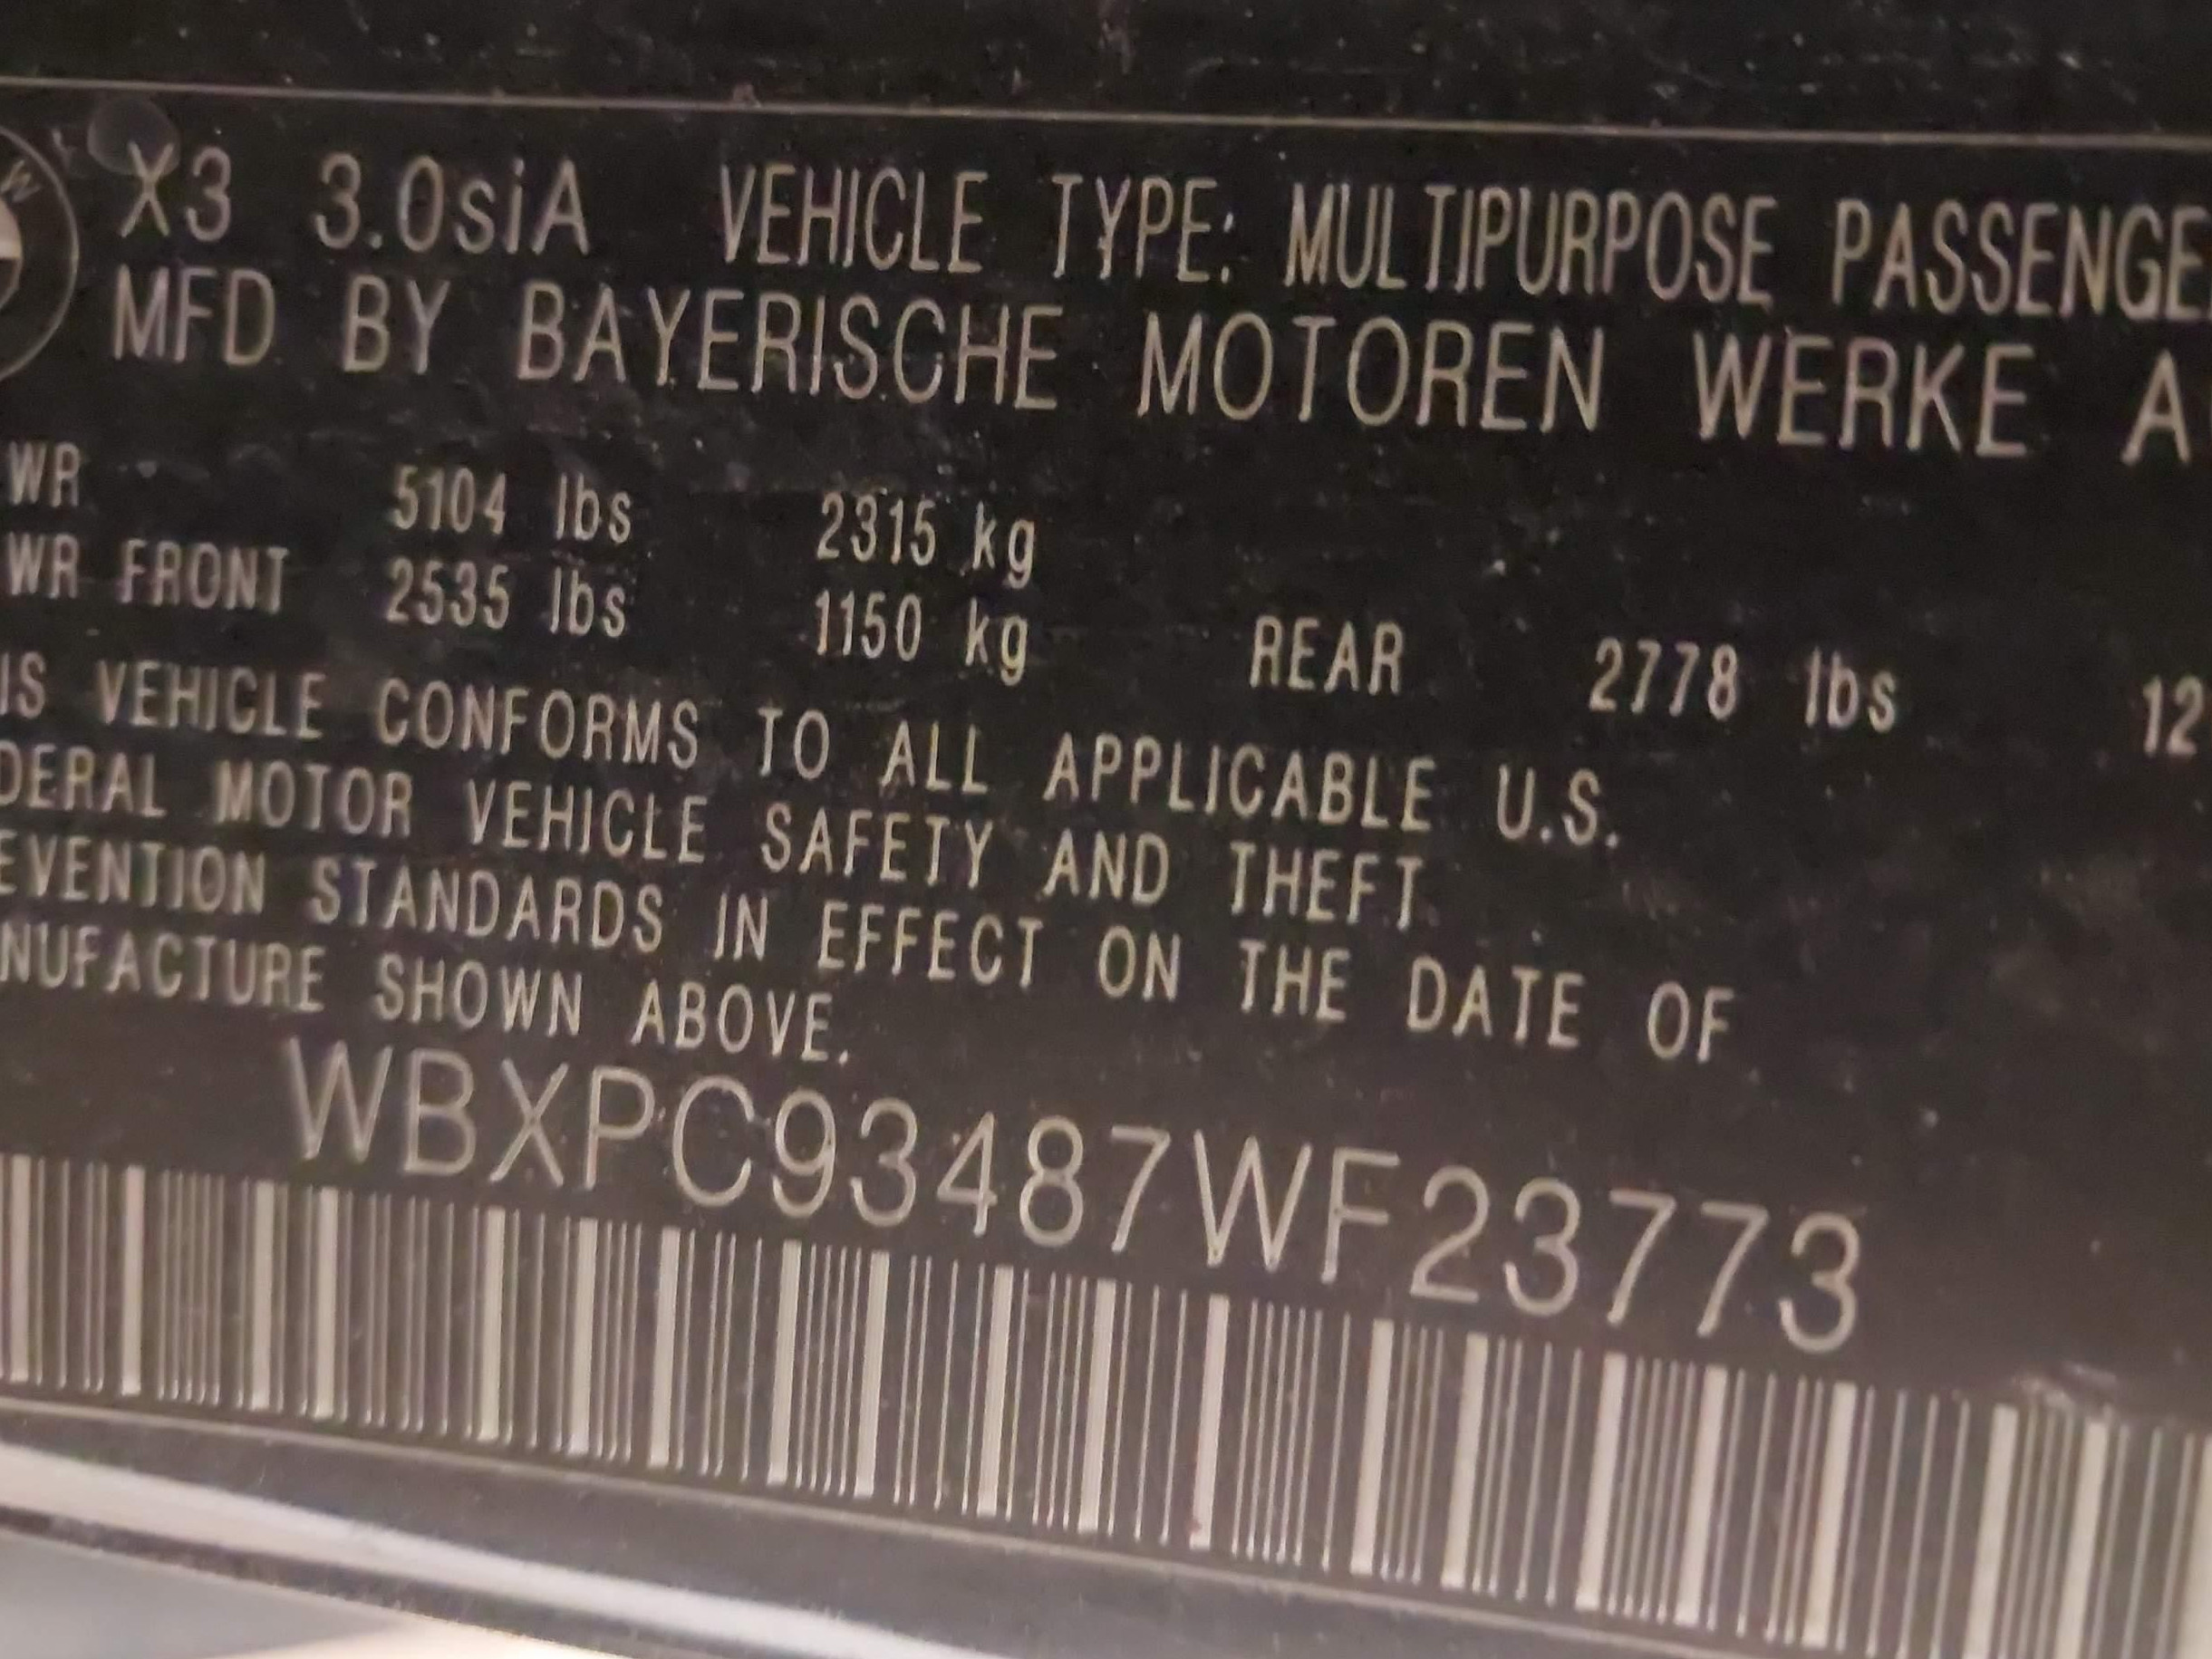 X3 3.0siA VEHICLE TYPE: MULTIPURPOSE PASSENGE
MFD BY BAYERISCHE MOTOREN WERKE A
WR 5104 lbs 2315 kg
WR FRONT 2535 lbs 1150 kg REAR 2778 lbs 12
IS VEHICLE CONFORMS TO ALL APPLICABLE U.S.
DERAL MOTOR VEHICLE SAFETY AND THEFT
EVENTION STANDARDS IN EFFECT ON THE DATE OF
NUFACTURE SHOWN ABOVE.
WBXPC93487WF23773